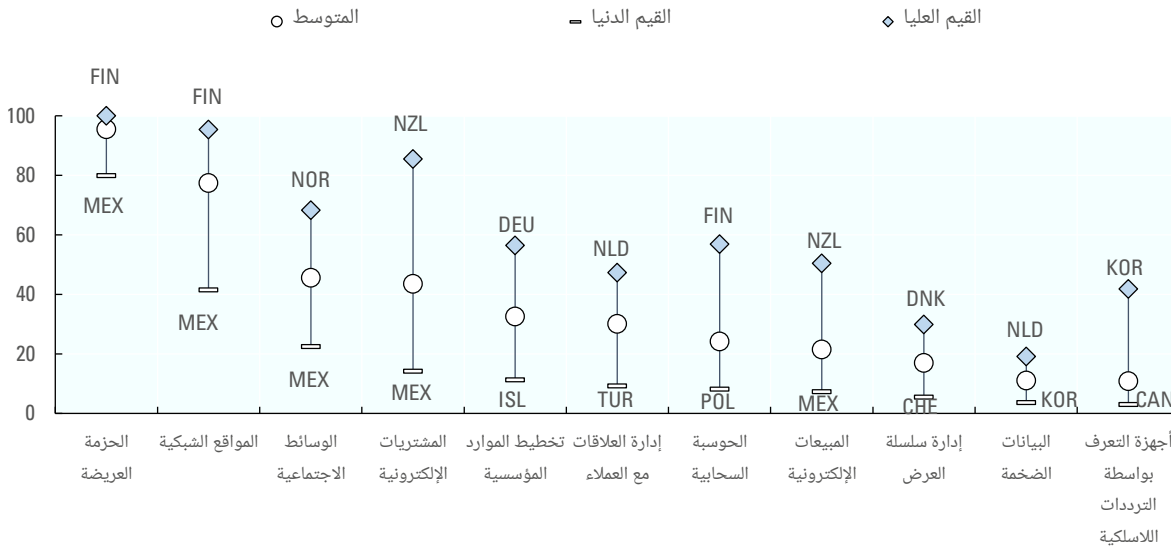 المتوسط
القيم الدنيا
القيم العليا
FIN
FIN
NZL
NOR
DEU
NLD
FIN
NZL
DNK
NLD
KOR
100
80
60
40
20
0
MEX
MEX
MEX
MEX
ISL
TUR
POL
MEX
CHE
KOR
CAN
الحزمة
العريضة
المواقع الشبكية
الوسائط
الاجتماعية
المشتريات
الإلكترونية
تخطيط الموارد
المؤسسية
إدارة العلاقات
مع العملاء
الحوسبة
السحابية
المبيعات
الإلكترونية
إدارة سلسلة
العرض
البيانات
الضخمة
أجهزة التعرف
بواسطة
الترددات
اللاسلكية